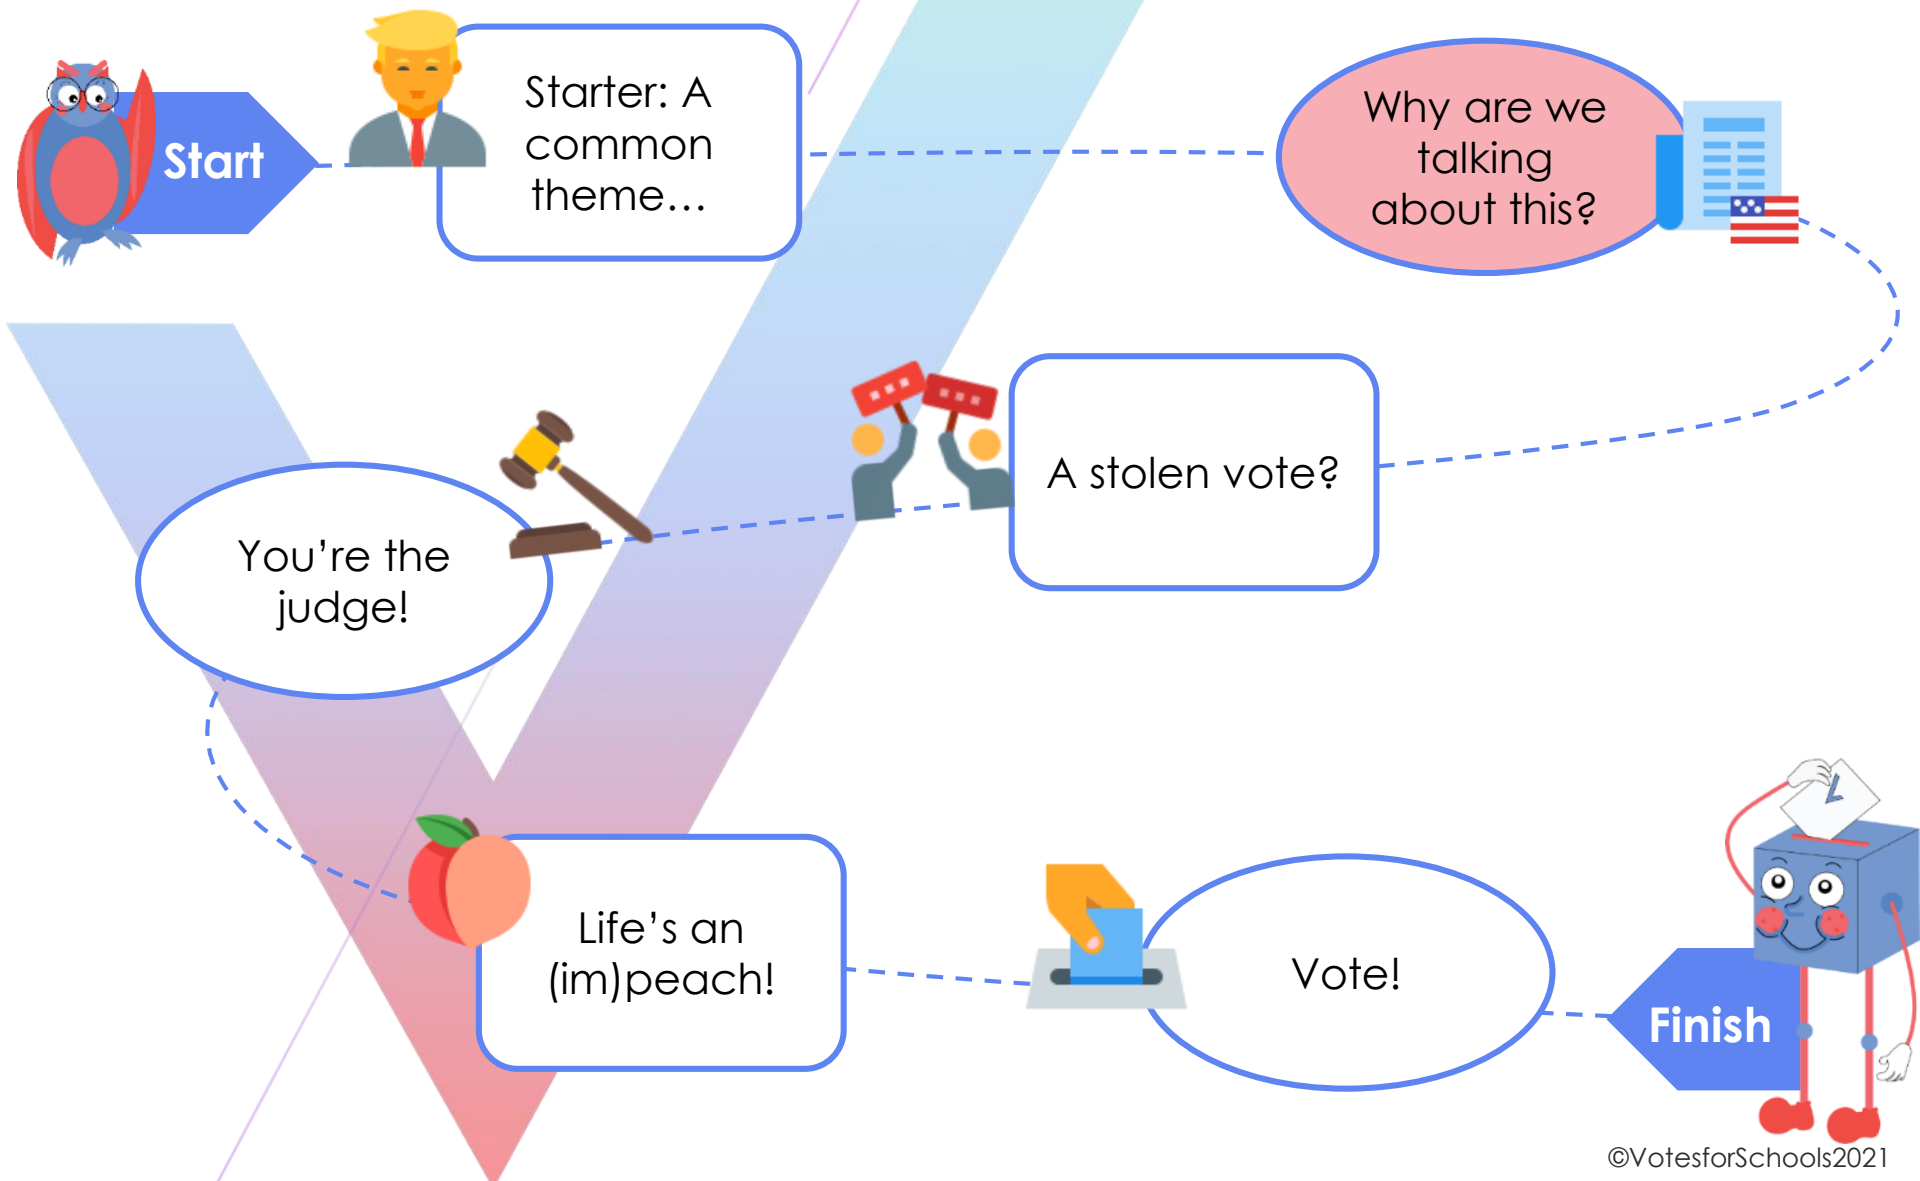 Start
Starter: A
common
theme…
Why are we
talking
about this?
A stolen vote?
You’re the
judge!
Life’s an
(im)peach!
Vote!
Finish
©VotesforSchools2021